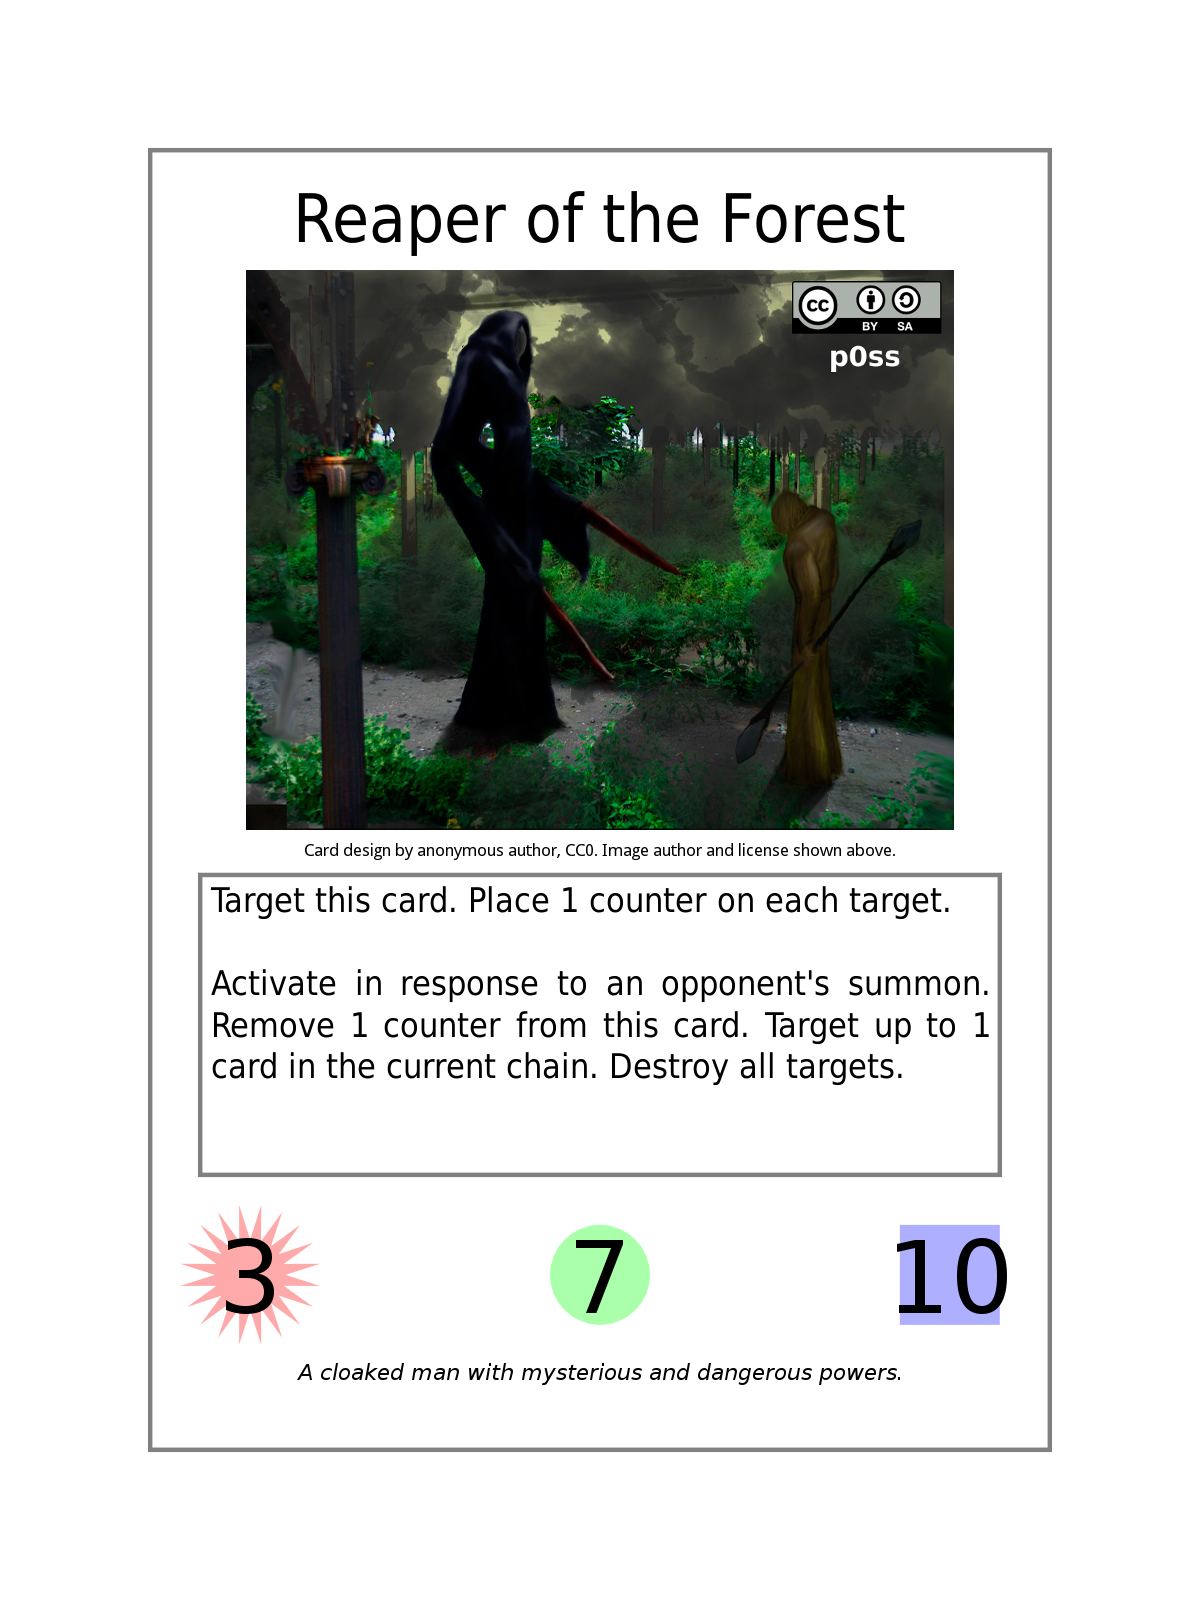 Reaper of the Forest
cc
BY SA
p0ss
Card design by anonymous author, CC0. Image author and license shown above.
Target this card. Place 1 counter on each target.
Activate in response to an opponent's summon.
Remove 1 counter from this card. Target up to 1
card in the current chain. Destroy all targets.
3 7 10
A cloaked man with mysterious and dangerous powers.